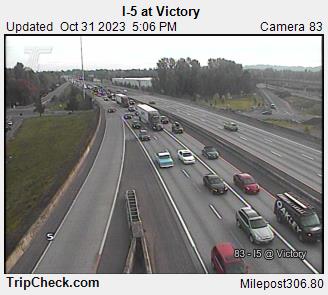 I-5 at Victory
Updated Oct 31 2023 5:06 PM Camera 83
S
83 - I5 @ Victory
TripCheck.com Milepost306.80